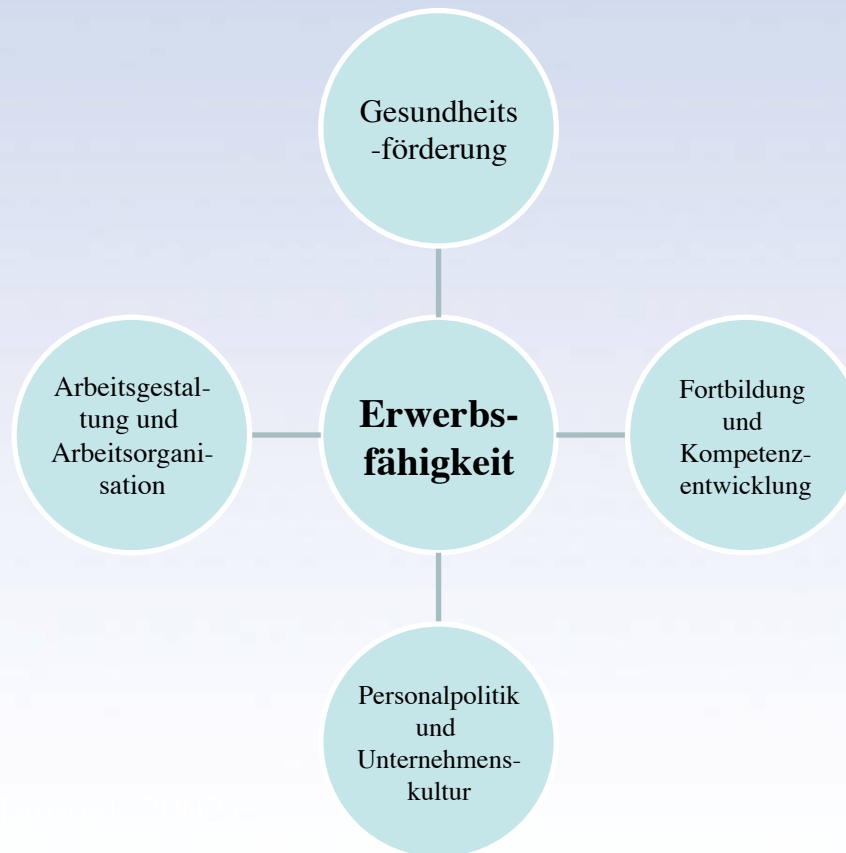 Gesundheits
-förderung
Arbeitsgestal-
tung und
Arbeitsorgani-
sation
Erwerbs-
fähigkeit
Fortbildung
und
Kompetenz-
entwicklung
Personalpolitik
und
Unternehmens-
kultur